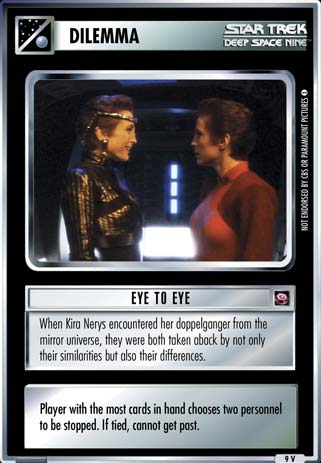 DILEMMA
STAR TREK
DEEP SPACE NINE
NOT ENDORSED BY CBS OR PARAMOUNT PICTURES
EYE TO EYE
When Kira Nerys encountered her doppelganger from the
mirror universe, they were both taken aback by not only
their similarities but also their differences.
Player with the most cards in hand chooses two personnel
to be stopped. If tied, cannot get past.
9 V